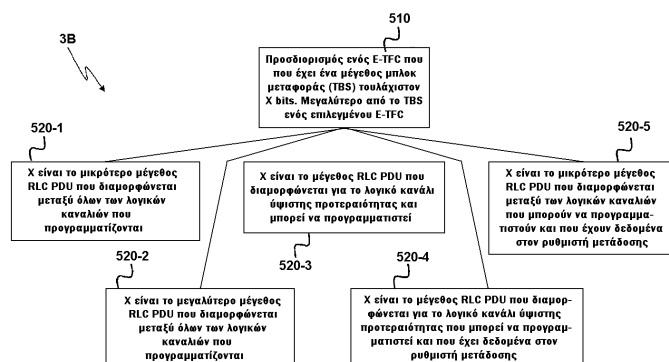 3B
510
Προσδιορισμός ενός E-TFC που
που έχει ένα μέγεθος μπλοκ
μεταφοράς (TBS) τουλάχιστον
X bits. Μεγαλύτερο από το TBS
ενός επιλεγμένου E-TFC
520-1
X είναι το μικρότερο μέγεθος
RLC PDU που διαμορφώνεται
μεταξύ όλων των λογικών
καναλιών που
προγραμματίζονται
520-3
X είναι το μέγεθος RLC PDU που
διαμορφώνεται για το λογικό κανάλι
ύψιστης προτεραιότητας και
μπορεί να προγραμματιστεί
520-5
X είναι το μικρότερο μέγεθος
RLC PDU που διαμορφώνεται
μεταξύ των λογικών καναλιών
που μπορούν να προγραμμα-
τιστούν και που έχουν δεδομένα
στον ρυθμιστή μετάδοσης
520-2
X είναι το μεγαλύτερο μέγεθος
RLC PDU που διαμορφώνεται
μεταξύ όλων των λογικών
καναλιών που
προγραμματίζονται
520-4
X είναι το μέγεθος RLC PDU που διαμορ-
φώνεται για το λογικό κανάλι ύψιστης
προτεραιότητας που μπορεί να προγραμ-
ματιστεί και που έχει δεδομένα στον
ρυθμιστή μετάδοσης